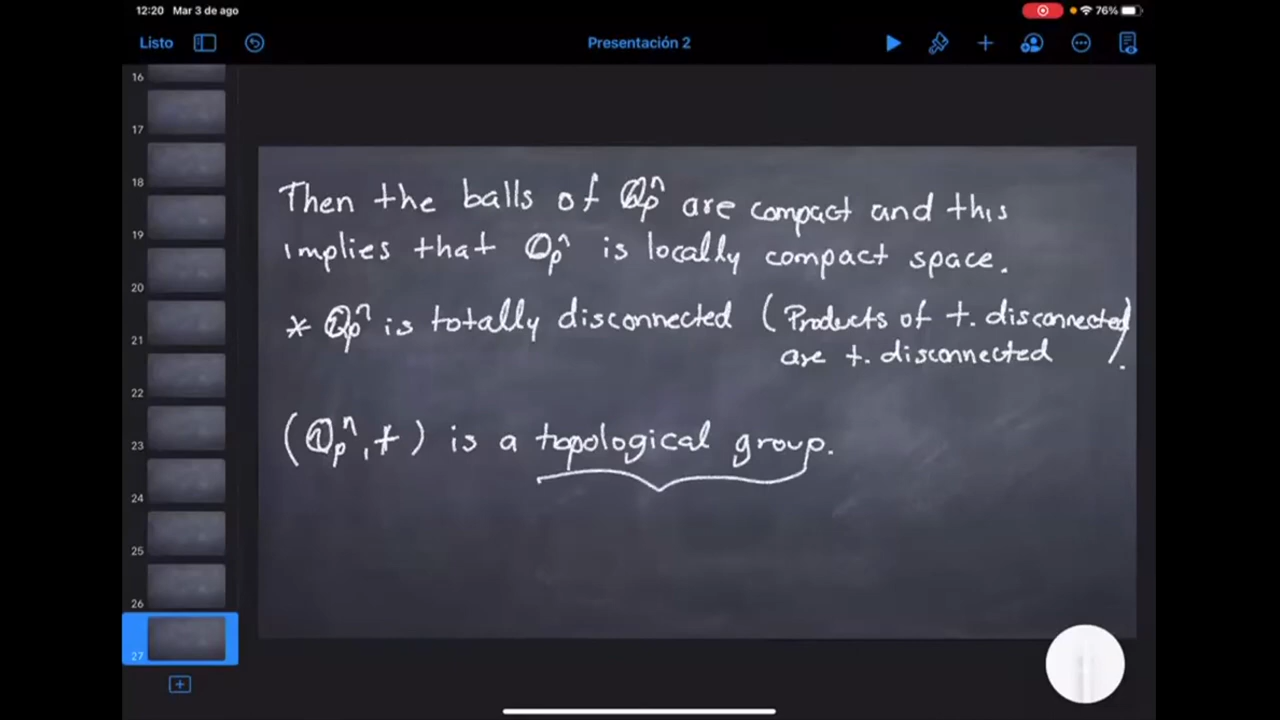 12:20 Mar 3 de ago 76%
Listo Presentación 2
16
17
18
19
20
21
22
23
24
25
26
27
Then the balls of ℚₚⁿ are compact and this
implies that ℚₚⁿ is locally compact space.
* ℚₚⁿ is totally disconnected (Products of t. disconnected
are t. disconnected).
(ℚₚⁿ, +) is a topological group.